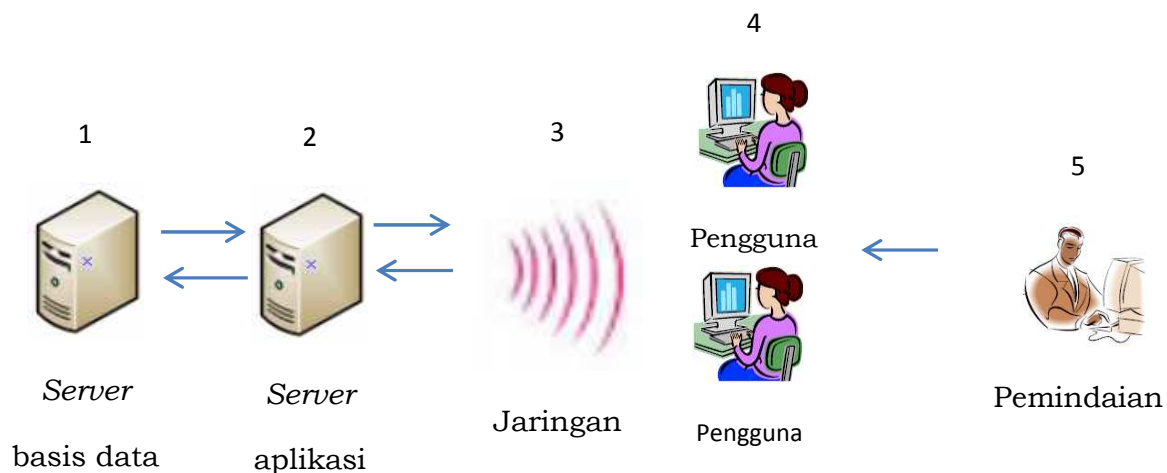 4
1
2
3
5
Pengguna
Server
basis data
Server
aplikasi
Jaringan
Pengguna
Pemindaian